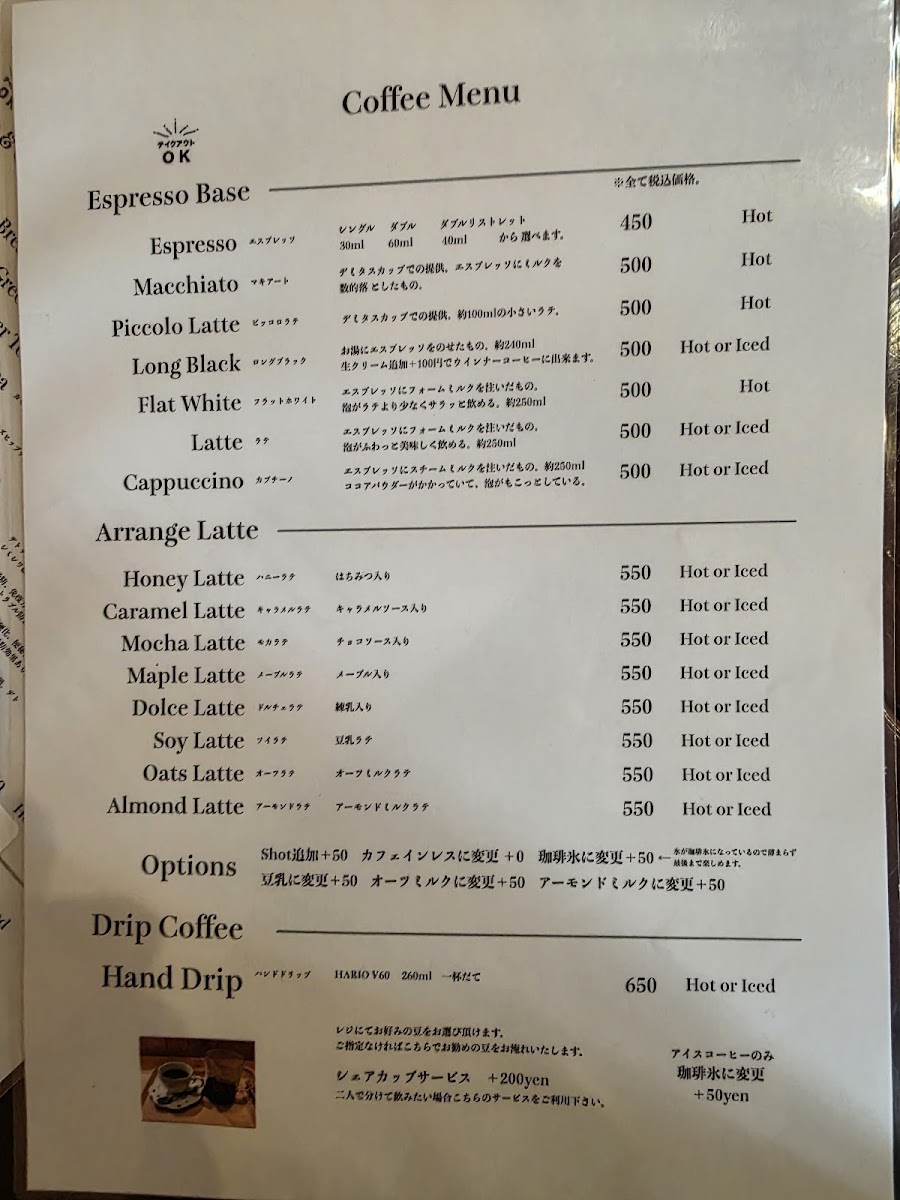 Coffee Menu
テイクアウト
OK
Espresso Base
※全て税込価格。
Espresso エスプレッソ シングル ダブル ダブルリストレット 450 Hot
30ml 60ml 40ml から選べます。
Macchiato マキアート デミタスカップでの提供。エスプレッソにミルクを 500 Hot
数的落としたもの。
Piccolo Latte ピッコロラテ デミタスカップでの提供。約100mlの小さいラテ。 500 Hot
Long Black ロングブラック お湯にエスプレッソをのせたもの。約240ml 500 Hot or Iced
生クリーム追加+100円でウインナーコーヒーに出来ます。
Flat White フラットホワイト エスプレッソにフォームミルクを注いだもの。 500 Hot
泡がラテより少なくサラッと飲める。約250ml
Latte ラテ エスプレッソにフォームミルクを注いだもの。 500 Hot or Iced
泡がふわっと美味しく飲める。約250ml
Cappuccino カプチーノ エスプレッソにスチームミルクを注いだもの。約250ml 500 Hot or Iced
ココアパウダーがかかっていて、泡がもこっとしている。
Arrange Latte
Honey Latte ハニーラテ はちみつ入り 550 Hot or Iced
Caramel Latte キャラメルラテ キャラメルソース入り 550 Hot or Iced
Mocha Latte モカラテ チョコソース入り 550 Hot or Iced
Maple Latte メープルラテ メープル入り 550 Hot or Iced
Dolce Latte ドルチェラテ 練乳入り 550 Hot or Iced
Soy Latte ソイラテ 豆乳ラテ 550 Hot or Iced
Oats Latte オーツラテ オーツミルクラテ 550 Hot or Iced
Almond Latte アーモンドラテ アーモンドミルクラテ 550 Hot or Iced
Options Shot追加+50 カフェインレスに変更 +0 珈琲氷に変更+50 ← 氷が珈琲氷になっているので薄まらず
最後まで楽しめます。
豆乳に変更+50 オーツミルクに変更+50 アーモンドミルクに変更+50
Drip Coffee
Hand Drip ハンドドリップ HARIO V60 260ml 一杯だて 650 Hot or Iced
レジにてお好みの豆をお選び頂けます。
ご指定なければこちらでお勧めの豆をお淹れいたします。
シェアカップサービス +200yen
二人で分けて飲みたい場合こちらのサービスをご利用下さい。
アイスコーヒーのみ
珈琲氷に変更
+50yen